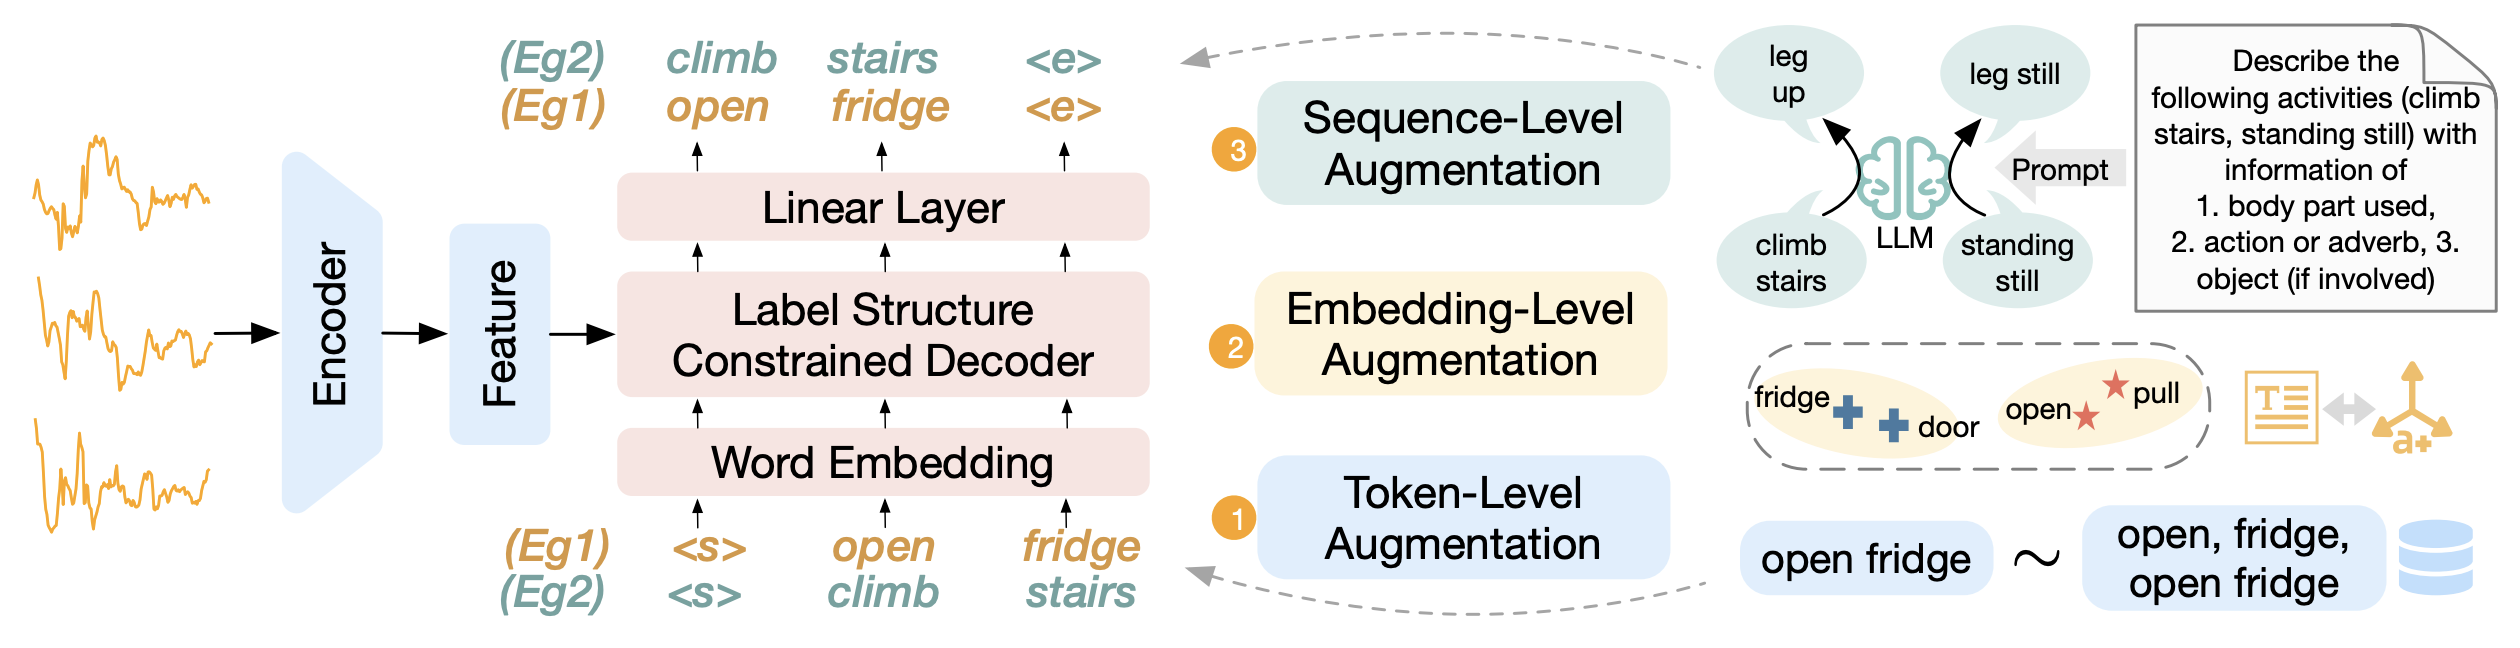 (Eg2) climb stairs <e>
(Eg1) open fridge <e>
Linear Layer
Label Structure
Constrained Decoder
Word Embedding
(Eg1) <s> open fridge
(Eg2) <s> climb stairs
Encoder
Feature
3
Sequence-Level
Augmentation
2
Embedding-Level
Augmentation
1
Token-Level
Augmentation
leg
up
leg still
climb
stairs
LLM
standing
still
Prompt
Describe the
following activities (climb
stairs, standing still) with
information of
1. body part used,
2. action or adverb, 3.
object (if involved)
fridge
door
open
pull
T
a+
open fridge
~
open, fridge,
open fridge